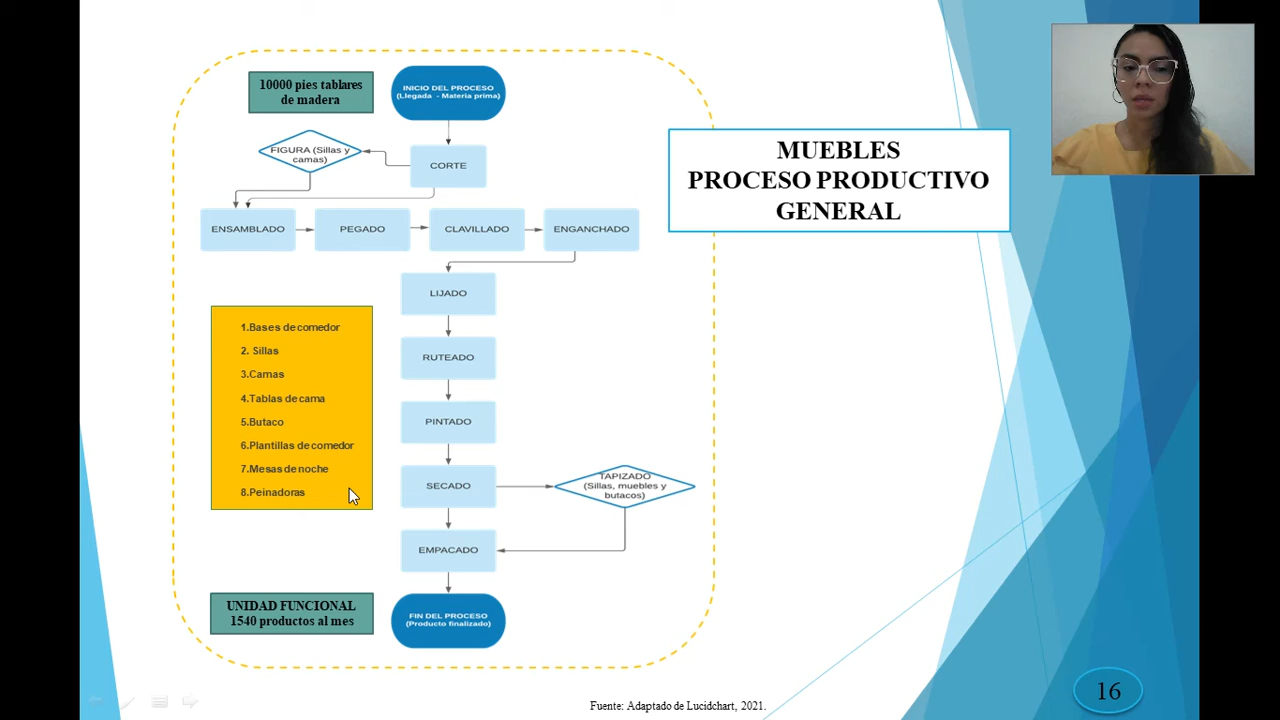 10000 pies tablares
de madera
INICIO DEL PROCESO
(Llegada - Materia prima)
FIGURA (Sillas y
camas)
CORTE
MUEBLES
PROCESO PRODUCTIVO
GENERAL
ENSAMBLADO
PEGADO
CLAVILLADO
ENGANCHADO
LIJADO
1.Bases de comedor
2. Sillas
3.Camas
4.Tablas de cama
5.Butaco
6.Plantillas de comedor
7.Mesas de noche
8.Peinadoras
RUTEADO
PINTADO
SECADO
TAPIZADO
(Sillas, muebles y
butacos)
EMPACADO
UNIDAD FUNCIONAL
1540 productos al mes
FIN DEL PROCESO
(Producto finalizado)
16
Fuente: Adaptado de Lucidchart, 2021.